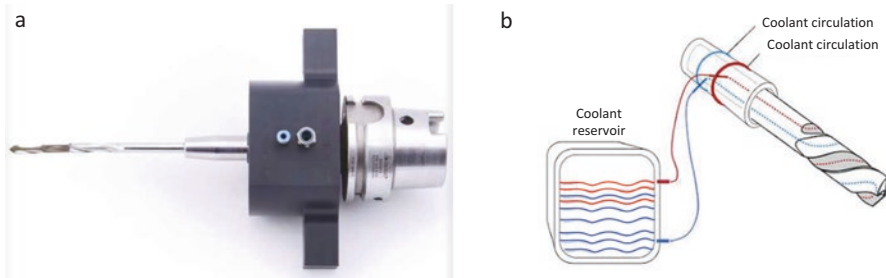 a
b
Coolant circulation
Coolant circulation
Coolant
reservoir